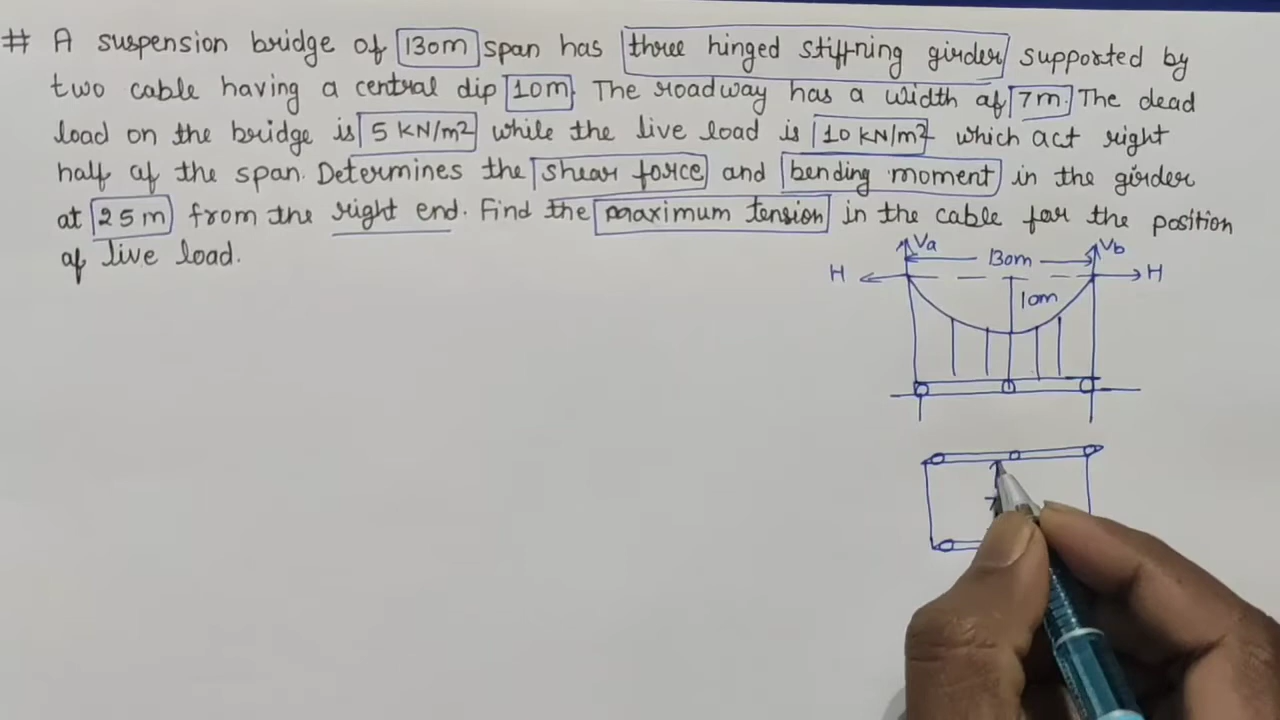 # A suspension bridge of 130m span has three hinged stiffning girder supported by
two cable having a central dip 10m. The roadway has a width of 7m. The dead
load on the bridge is 5 KN/m2 while the live load is 10 KN/m2 which act right
half of the span. Determines the shear force and bending moment in the girder
at 25m from the right end. Find the maximum tension in the cable for the position
of live load.
Va Vb
130m
H H
10m
7